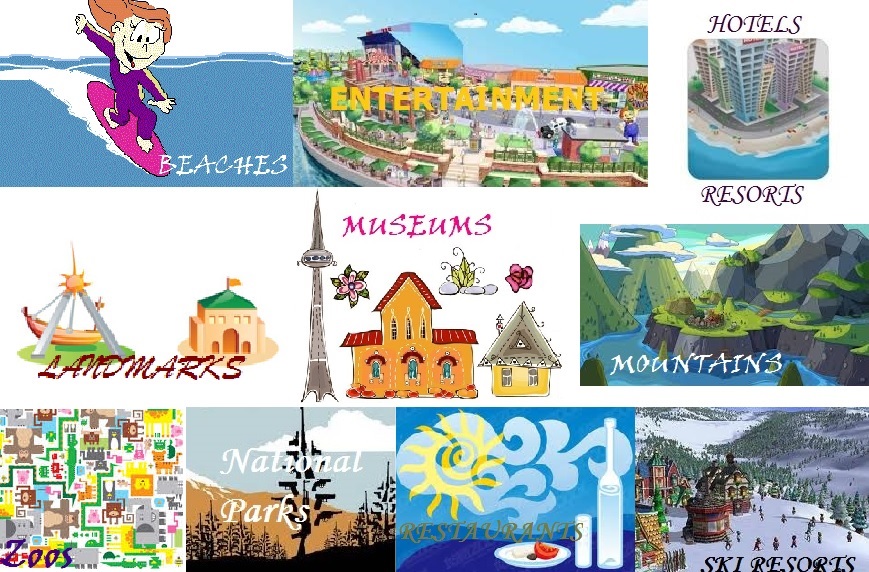 BEACHES
ENTERTAINMENT
HOTELS
RESORTS
MUSEUMS
LANDMARKS
MOUNTAINS
Zoos
National
Parks
RESTAURANTS
SKI RESORTS